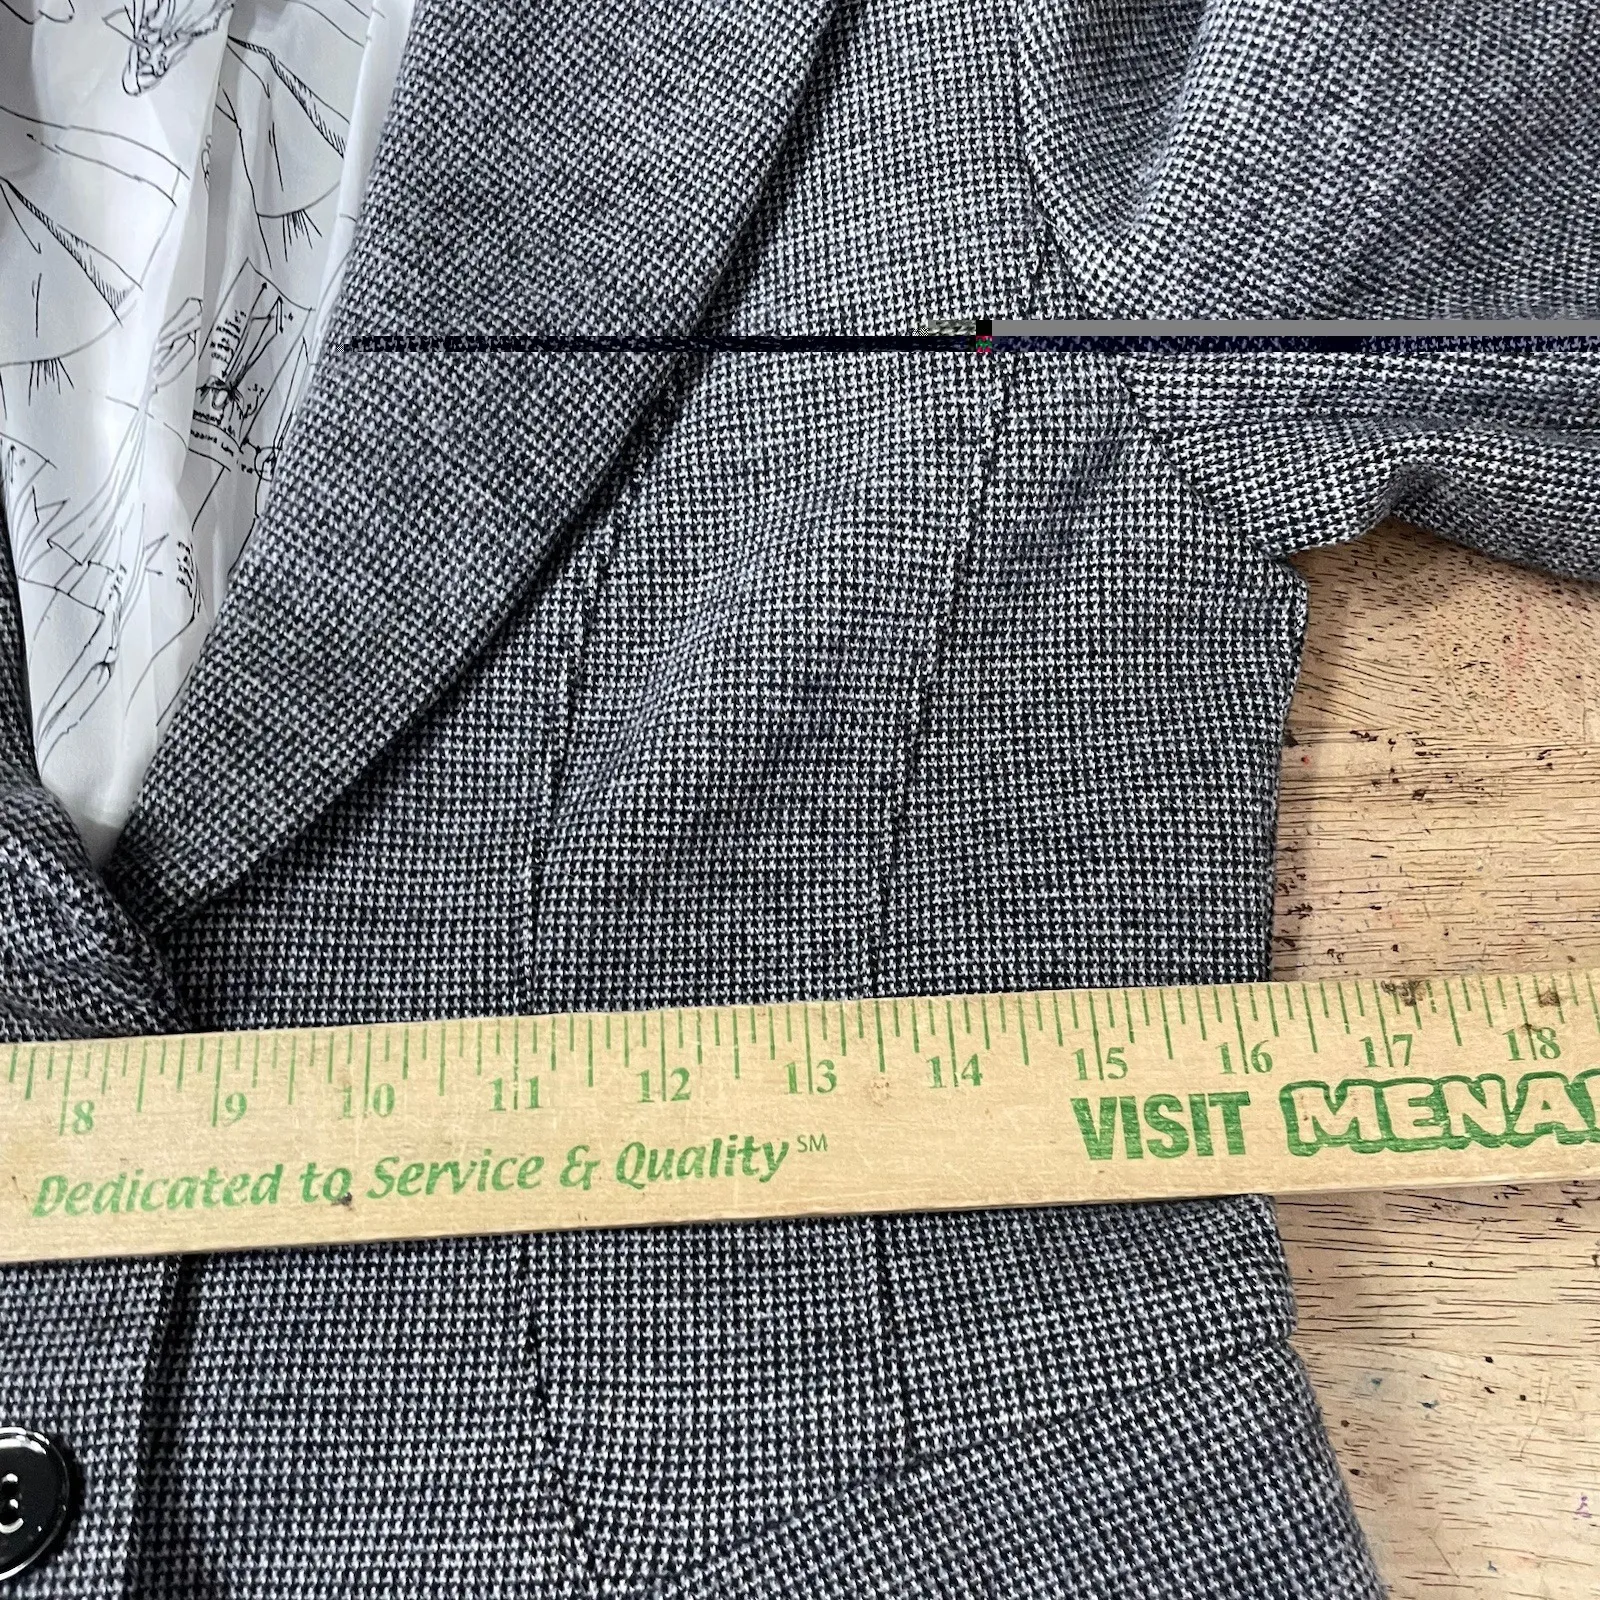 8 9 10 11 12 13 14 15 16 17 18
Dedicated to Service & Quality SM
VISIT MENA